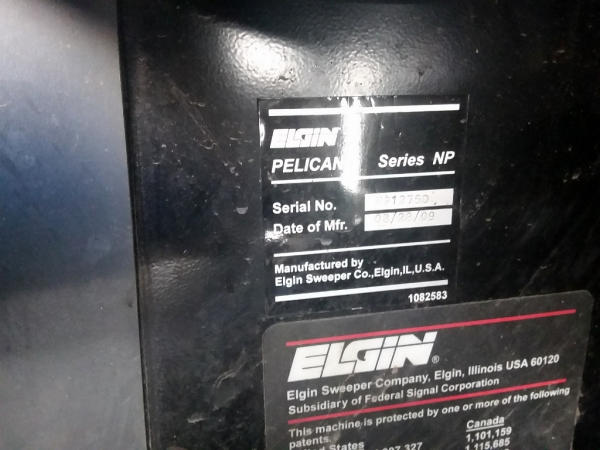 ELGIN
PELICAN Series NP
Serial No.
Date of Mfr.
Manufactured by
Elgin Sweeper Co.,Elgin,IL,U.S.A.
1082583
ELGIN®
Elgin Sweeper Company, Elgin, Illinois USA 60120
Subsidiary of Federal Signal Corporation
This machine is protected by one or more of the following
patents.
Canada
1,101,159
1,115,685